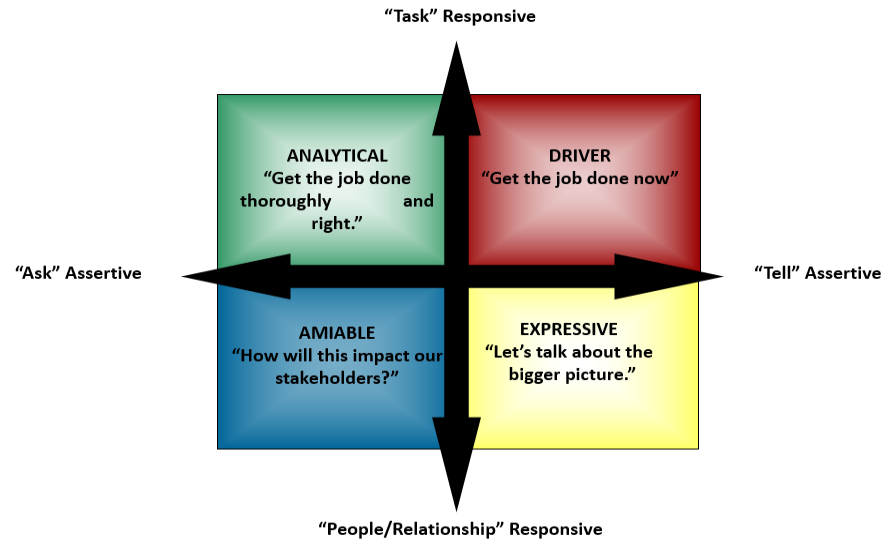 “Task” Responsive
ANALYTICAL
“Get the job done
thoroughly and
right.”
DRIVER
“Get the job done now”
“Ask” Assertive
“Tell” Assertive
AMIABLE
“How will this impact our
stakeholders?”
EXPRESSIVE
“Let’s talk about the
bigger picture.”
“People/Relationship” Responsive